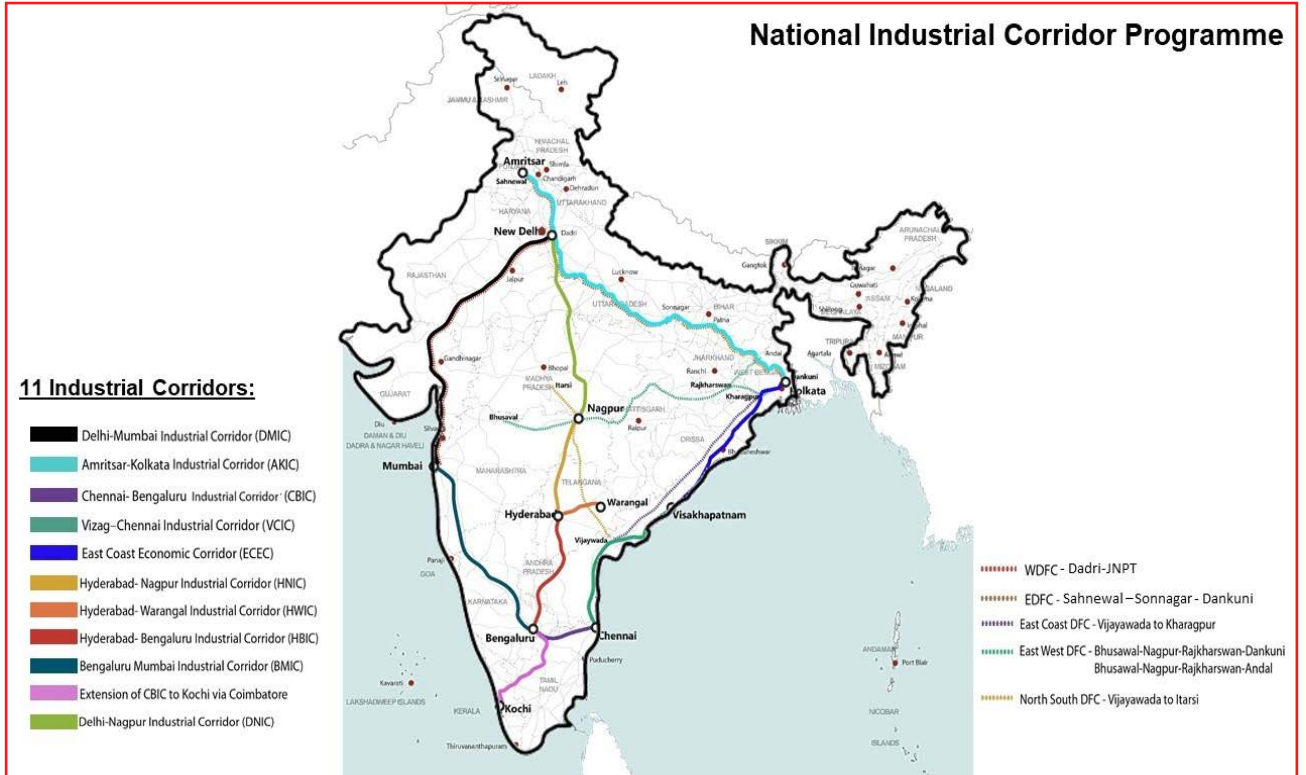 National Industrial Corridor Programme
LADAKH
Srinagar
Leh
JAMMU & KASHMIR
HIMACHAL
PRADESH
Amritsar
Shimla
Sahnewal
Chandigarh
Dehradun
UTTARAKHAND
HARYANA
New Delhi
Dadri
ARUNACHAL
PRADESH
SIKKIM
Gangtok
RAJASTHAN
Jaipur
Lucknow
Guwahati
ASSAM
NAGALAND
UTTAR PRADESH
Sonnagar
BIHAR
Patna
TRIPURA
Agartala
Andal
JHARKHAND
Ranchi
WEST BENGAL
Gandhinagar
Bhopal
MADHYA
PRADESH
Itarsi
Rajkharswan
Dankuni
Kolkata
Kharagpur
GUJARAT
Nagpur
Bhusaval
Raipur
Diu
DAMAN & DIU
DADRA & NAGAR HAVELI
ORISSA
Mumbai
MAHARASHTRA
TELANGANA
Warangal
Hyderabad
Visakhapatnam
Vijaywada
Panaji
GOA
ANDHRA
PRADESH
KARNATAKA
Bengaluru
Chennai
Puducherry
TAMIL
NADU
Kavarati
LAKSHADWEEP ISLANDS
KERALA
Kochi
Thiruvananthapuram
ANDAMAN
Port Blair
NICOBAR
ISLANDS
11 Industrial Corridors:
Delhi-Mumbai Industrial Corridor (DMIC)
Amritsar-Kolkata Industrial Corridor (AKIC)
Chennai- Bengaluru Industrial Corridor (CBIC)
Vizag–Chennai Industrial Corridor (VCIC)
East Coast Economic Corridor (ECEC)
Hyderabad- Nagpur Industrial Corridor (HNIC)
Hyderabad- Warangal Industrial Corridor (HWIC)
Hyderabad- Bengaluru Industrial Corridor (HBIC)
Bengaluru Mumbai Industrial Corridor (BMIC)
Extension of CBIC to Kochi via Coimbatore
Delhi-Nagpur Industrial Corridor (DNIC)
WDFC - Dadri-JNPT
EDFC - Sahnewal – Sonnagar - Dankuni
East Coast DFC - Vijayawada to Kharagpur
East West DFC - Bhusawal-Nagpur-Rajkharswan-Dankuni
Bhusawal-Nagpur-Rajkharswan-Andal
North South DFC - Vijayawada to Itarsi